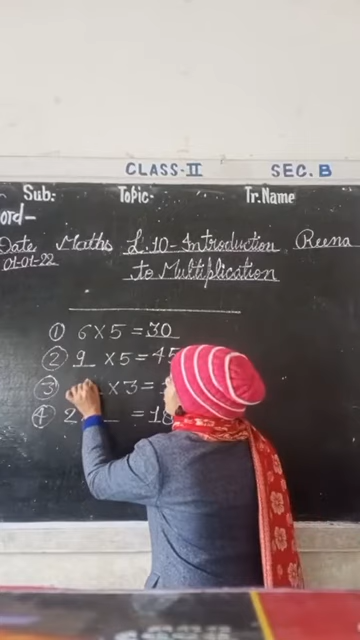 CLASS-II SEC. B
Sub: Topic- Tr.Name
ord-
Date Maths L.10-Introduction Reena
01-01-22 to Multiplication
① 6×5 = 30
② 9 ×5 = 45
③ ×3 =
④ 2 = 18